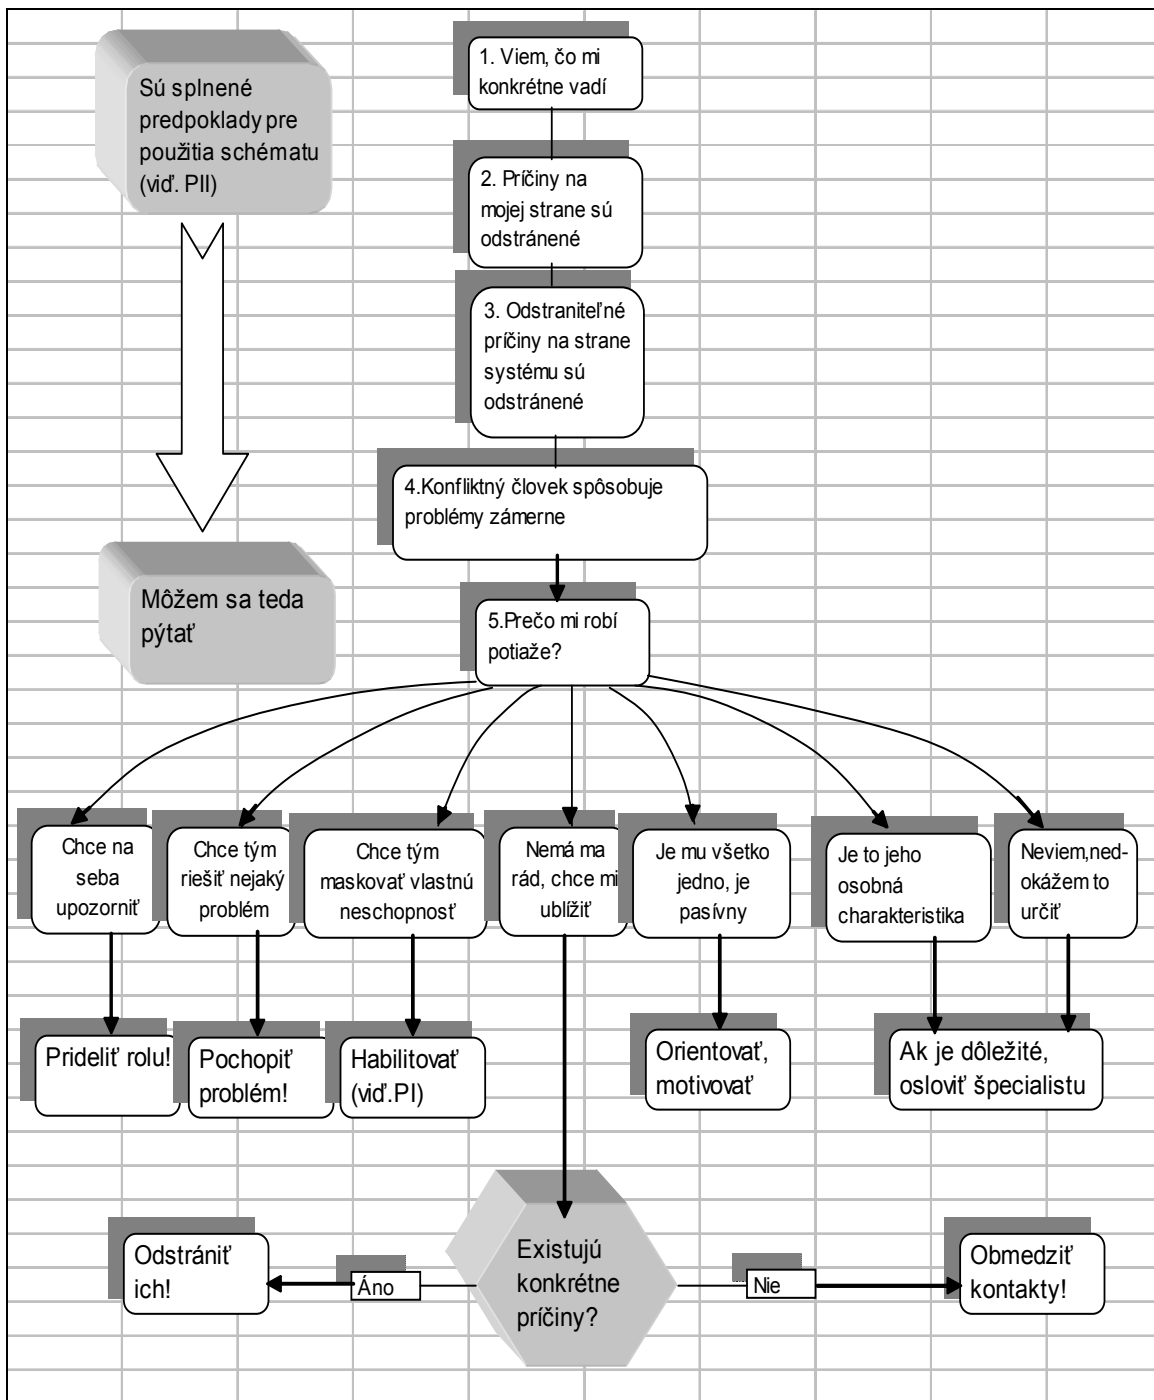 Sú splnené
predpoklady pre
použitia schématu
(viď. PII)
1. Viem, čo mi
konkrétne vadí
2. Príčiny na
mojej strane sú
odstránené
3. Odstraniteľné
príčiny na strane
systému sú
odstránené
4.Konfliktný človek spôsobuje
problémy zámerne
Môžem sa teda
pýtať
5.Prečo mi robí
potiaže?
Chce na
seba
upozorniť
Chce tým
riešiť nejaký
problém
Chce tým
maskovať vlastnú
neschopnosť
Nemá ma
rád, chce mi
ublížiť
Je mu všetko
jedno, je
pasívny
Je to jeho
osobná
charakteristika
Neviem,ned-
okážem to
určiť
Prideliť rolu!
Pochopiť
problém!
Habilitovať
(viď.PI)
Orientovať,
motivovať
Ak je dôležité,
osloviť špecialistu
Odstrániť
ich!
Áno
Existujú
konkrétne
príčiny?
Nie
Obmedziť
kontakty!